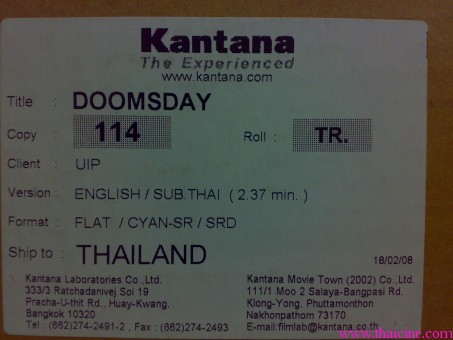 Kantana
The Experienced
www.kantana.com
Title : DOOMSDAY
Copy : 114 Roll : TR.
Client : UIP
Version : ENGLISH / SUB.THAI ( 2.37 min. )
Format : FLAT / CYAN-SR / SRD
Ship to : THAILAND
18/02/08
Kantana Laboratories Co.,Ltd.
333/3 Ratchadanivej Soi 19
Pracha-U-thit Rd., Huay-Kwang.
Bangkok 10320
Tel : (662)274-2491-2 , Fax : (662)274-2493
Kantana Movie Town (2002) Co.,Ltd.
111/1 Moo 2 Salaya-Bangpasi Rd.
Klong-Yong, Phuttamonthon
Nakhonpathom 73170
E-mail:filmlab@kantana.co.th
www.thaicine.com